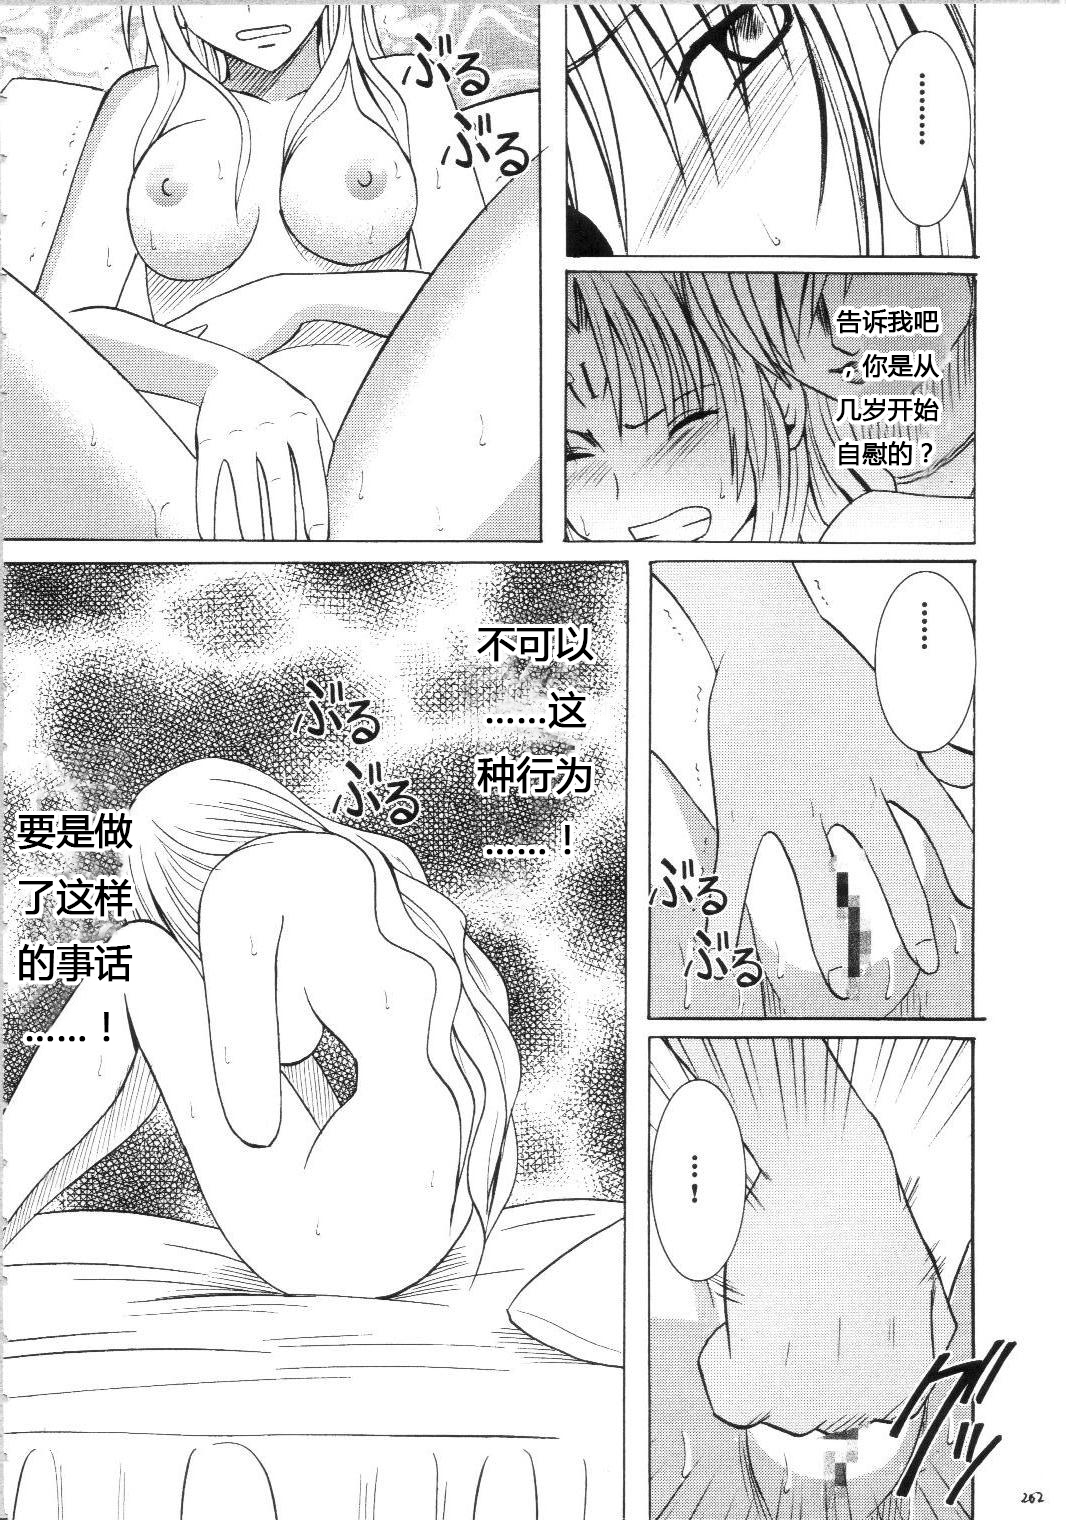 ………
告诉我吧
，你是从
几岁开始
自慰的？
ぶる
ぶる
………
ぶる
ぶる
不可以
……这
种行为
……！
ぶる
ぶる
要是做
了这样
的事话
……！
…！
グッ
262